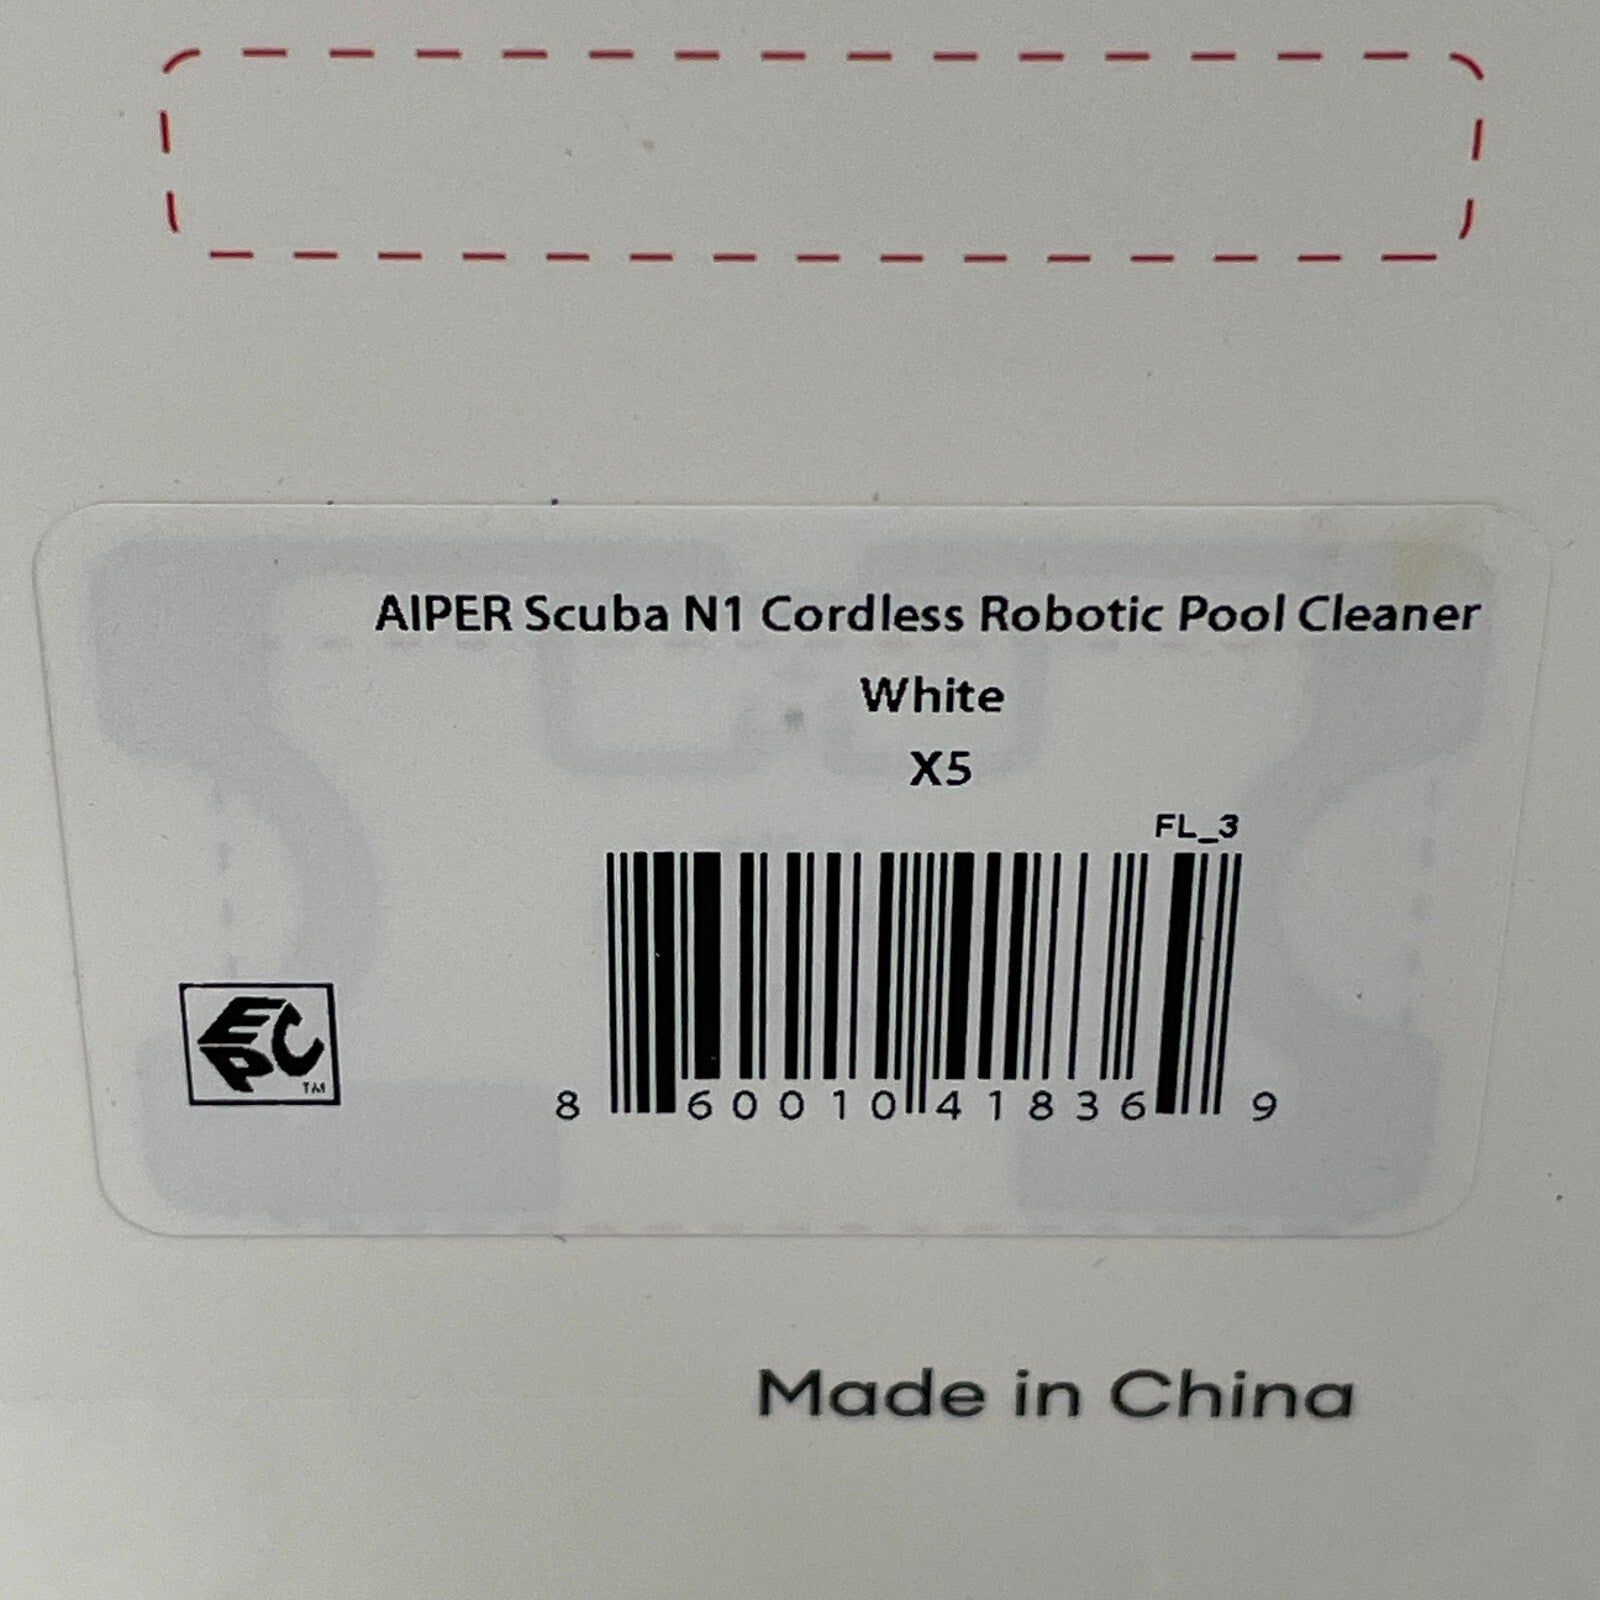 AIPER Scuba N1 Cordless Robotic Pool Cleaner
White
X5
FL_3
EPC TM
8 60010 41836 9
Made in China